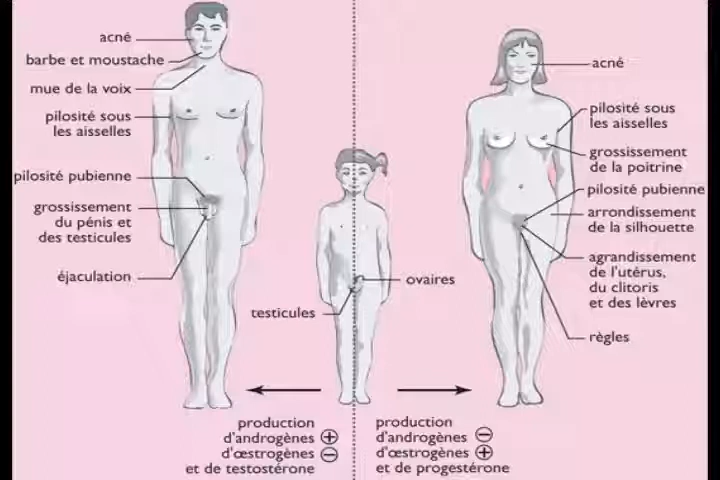 acné
barbe et moustache
mue de la voix
pilosité sous
les aisselles
pilosité pubienne
grossissement
du pénis et
des testicules
éjaculation
testicules
ovaires
acné
pilosité sous
les aisselles
grossissement
de la poitrine
pilosité pubienne
arrondissement
de la silhouette
agrandissement
de l'utérus,
du clitoris
et des lèvres
règles
production
d'androgènes +
d'œstrogènes −
et de testostérone
production
d'androgènes −
d'œstrogènes +
et de progestérone